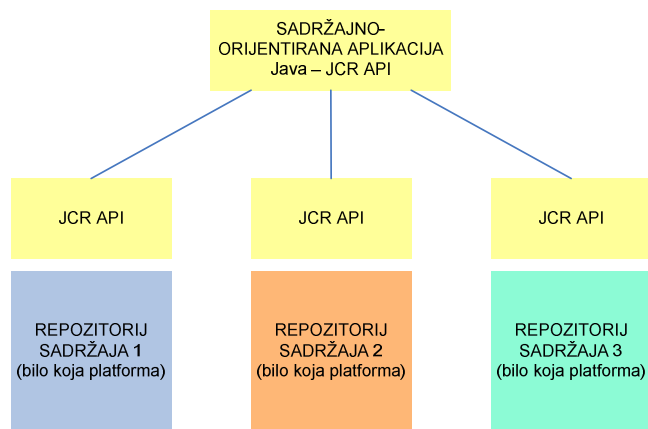 SADRŽAJNO-
ORIJENTIRANA APLIKACIJA
Java – JCR API
JCR API
JCR API
JCR API
REPOZITORIJ
SADRŽAJA 1
(bilo koja platforma)
REPOZITORIJ
SADRŽAJA 2
(bilo koja platforma)
REPOZITORIJ
SADRŽAJA 3
(bilo koja platforma)